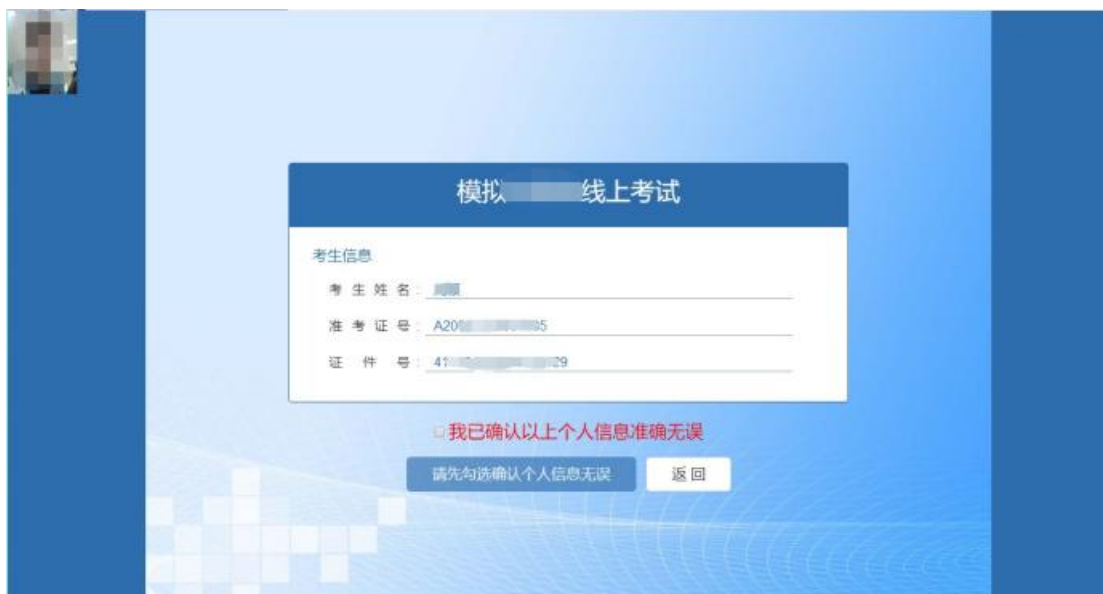 模拟 线上考试
考生信息
考生姓名:
准考证号: A20 35
证件号: 41 29
我已确认以上个人信息准确无误
请先勾选确认个人信息无误 返回